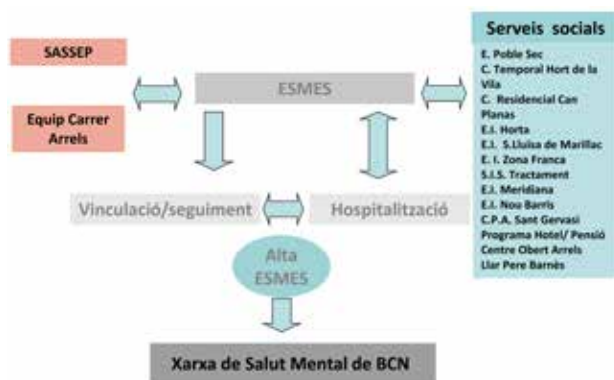 SASSEP
Equip Carrer
Arrels
ESMES
Vinculació/seguiment
Hospitalització
Alta
ESMES
Xarxa de Salut Mental de BCN
Serveis socials
E. Poble Sec
C. Temporal Hort de la
Vila
C. Residencial Can
Planas
E.I. Horta
E.I. S.Lluïsa de Marillac
E. I. Zona Franca
S.I.S. Tractament
E.I. Meridiana
E.I. Nou Barris
C.P.A. Sant Gervasi
Programa Hotel/ Pensió
Centre Obert Arrels
Llar Pere Barnès